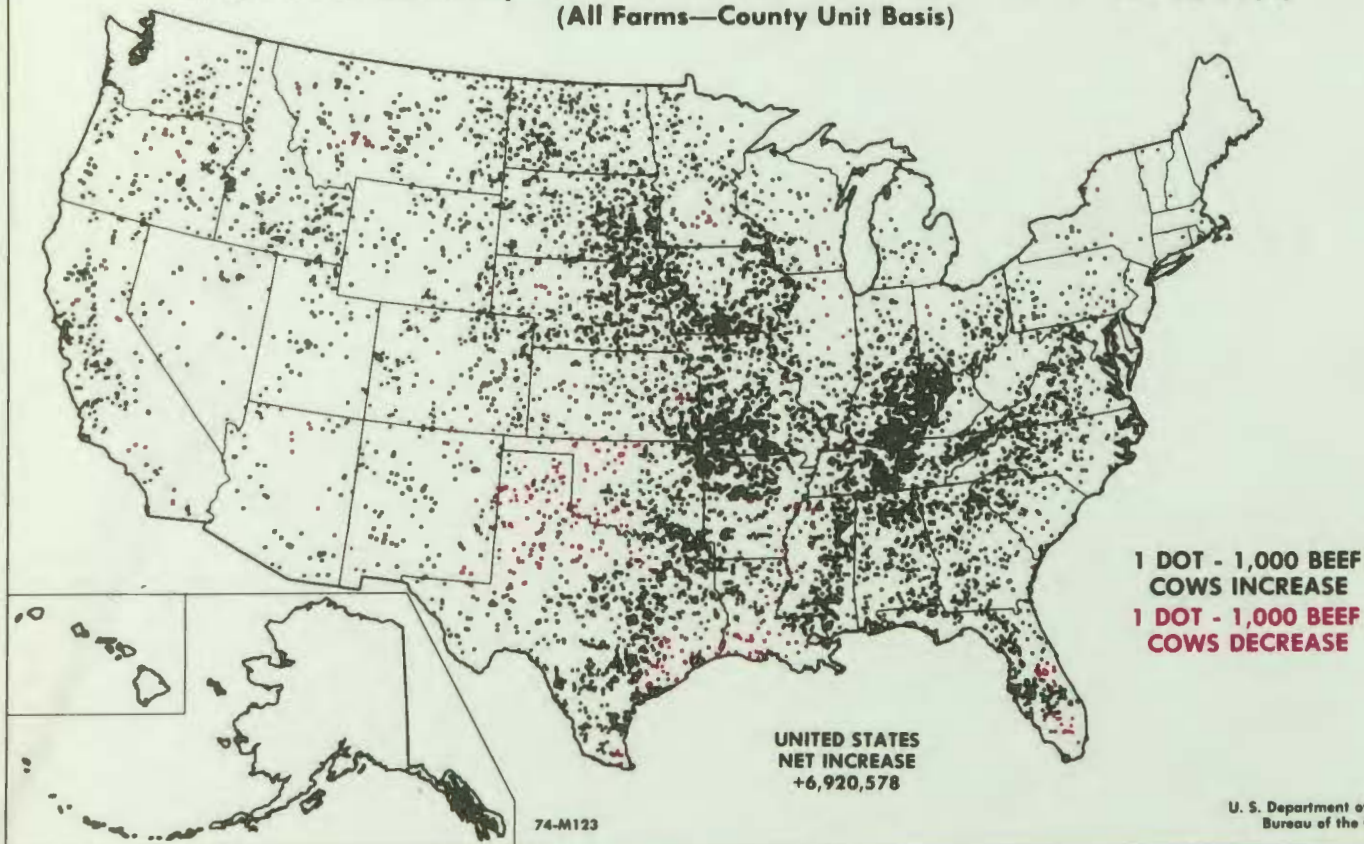 (All Farms—County Unit Basis)
1 DOT - 1,000 BEEF
COWS INCREASE
1 DOT - 1,000 BEEF
COWS DECREASE
UNITED STATES
NET INCREASE
+6,920,578
74-M123
U. S. Department of
Bureau of the